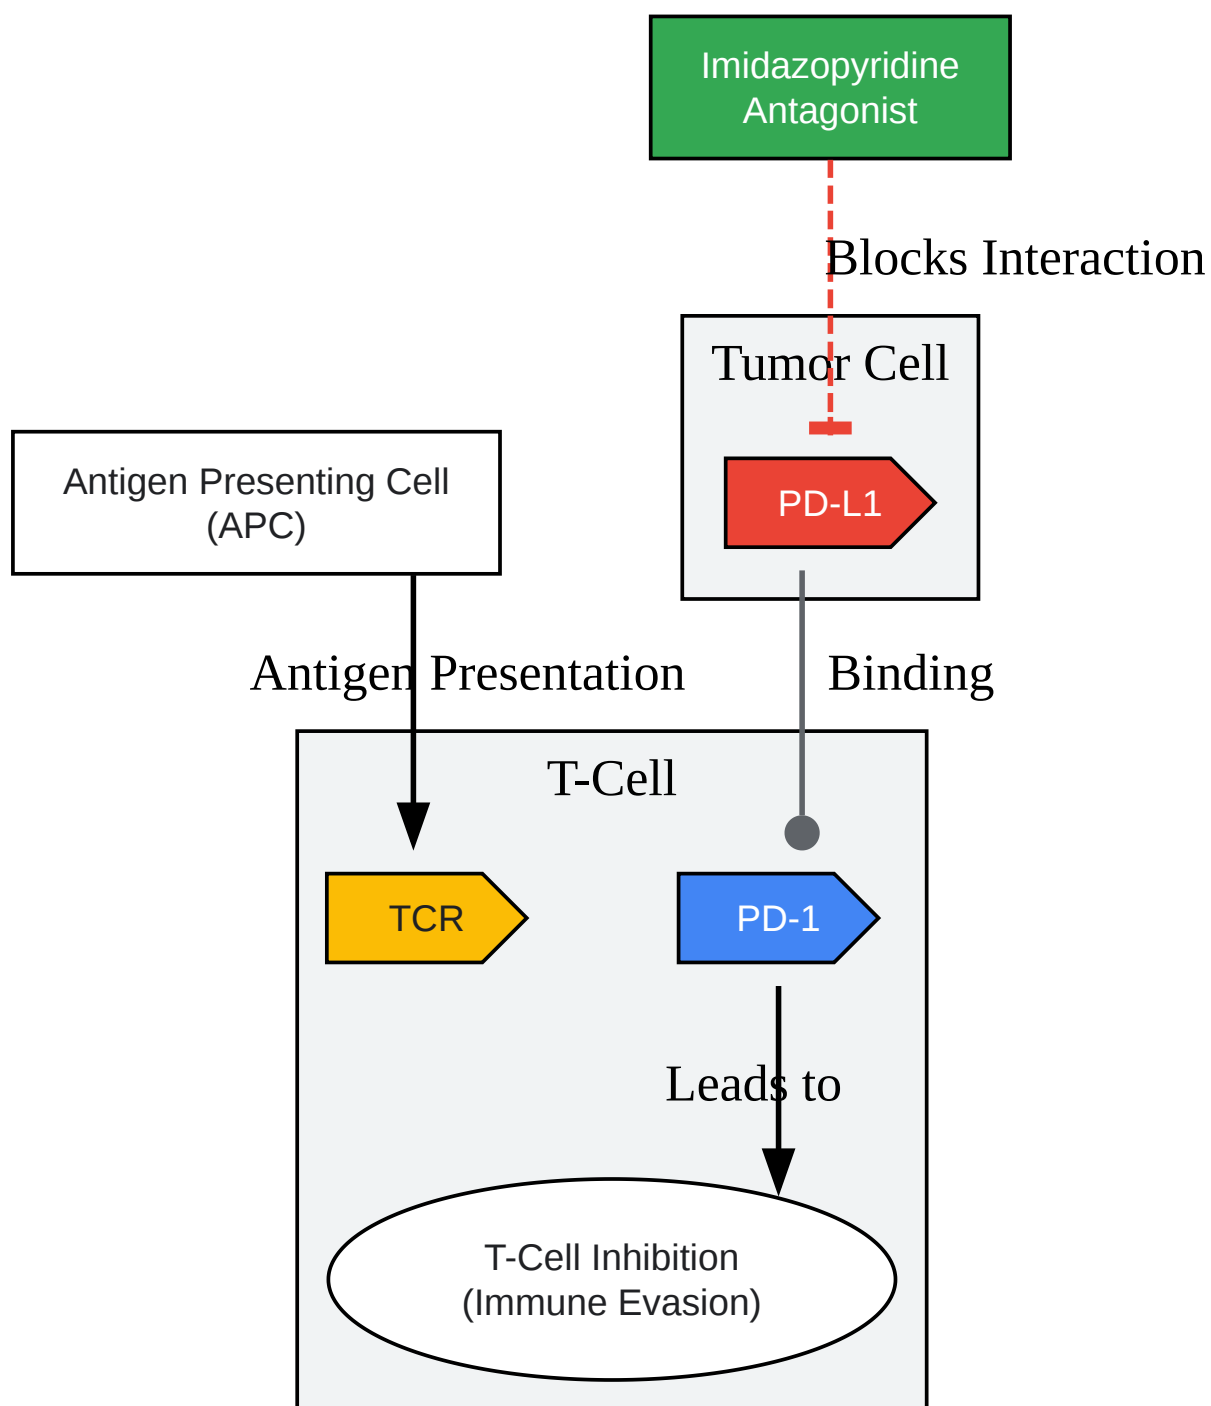 Imidazopyridine
Antagonist
Blocks Interaction
Tumor Cell
Antigen Presenting Cell
(APC)
PD-L1
Antigen Presentation
Binding
T-Cell
TCR
PD-1
Leads to
T-Cell Inhibition
(Immune Evasion)